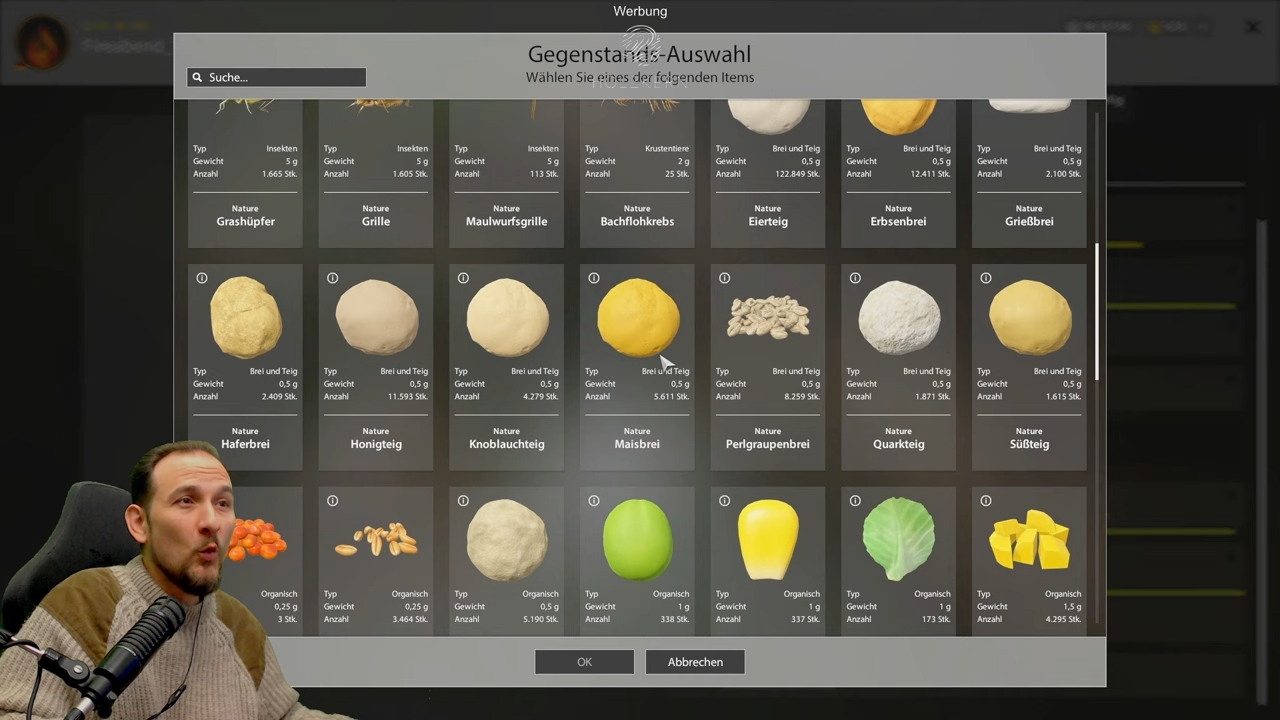 Werbung
Gegenstands-Auswahl
Suche...
Wählen Sie eines der folgenden Items
Typ Insekten
Gewicht 5 g
Anzahl 1.665 Stk.
Nature
Grashüpfer
Typ Insekten
Gewicht 5 g
Anzahl 1.605 Stk.
Nature
Grille
Typ Insekten
Gewicht 5 g
Anzahl 113 Stk.
Nature
Maulwurfsgrille
Typ Krustentiere
Gewicht 2 g
Anzahl 25 Stk.
Nature
Bachflohkrebs
Typ Brei und Teig
Gewicht 0,5 g
Anzahl 122.849 Stk.
Nature
Eierteig
Typ Brei und Teig
Gewicht 0,5 g
Anzahl 12.411 Stk.
Nature
Erbsenbrei
Typ Brei und Teig
Gewicht 0,5 g
Anzahl 2.100 Stk.
Nature
Grießbrei
Typ Brei und Teig
Gewicht 0,5 g
Anzahl 2.409 Stk.
Nature
Haferbrei
Typ Brei und Teig
Gewicht 0,5 g
Anzahl 11.593 Stk.
Nature
Honigteig
Typ Brei und Teig
Gewicht 0,5 g
Anzahl 4.279 Stk.
Nature
Knoblauchteig
Typ Brei und Teig
Gewicht 0,5 g
Anzahl 5.611 Stk.
Nature
Maisbrei
Typ Brei und Teig
Gewicht 0,5 g
Anzahl 8.259 Stk.
Nature
Perlgraupenbrei
Typ Brei und Teig
Gewicht 0,5 g
Anzahl 1.871 Stk.
Nature
Quarkteig
Typ Brei und Teig
Gewicht 0,5 g
Anzahl 1.615 Stk.
Nature
Süßteig
Organisch
0,25 g
3 Stk.
Typ Organisch
Gewicht 0,25 g
Anzahl 3.464 Stk.
Typ Organisch
Gewicht 0,5 g
Anzahl 5.190 Stk.
Typ Organisch
Gewicht 1 g
Anzahl 338 Stk.
Typ Organisch
Gewicht 1 g
Anzahl 337 Stk.
Typ Organisch
Gewicht 1 g
Anzahl 173 Stk.
Typ Organisch
Gewicht 1,5 g
Anzahl 4.295 Stk.
OK
Abbrechen